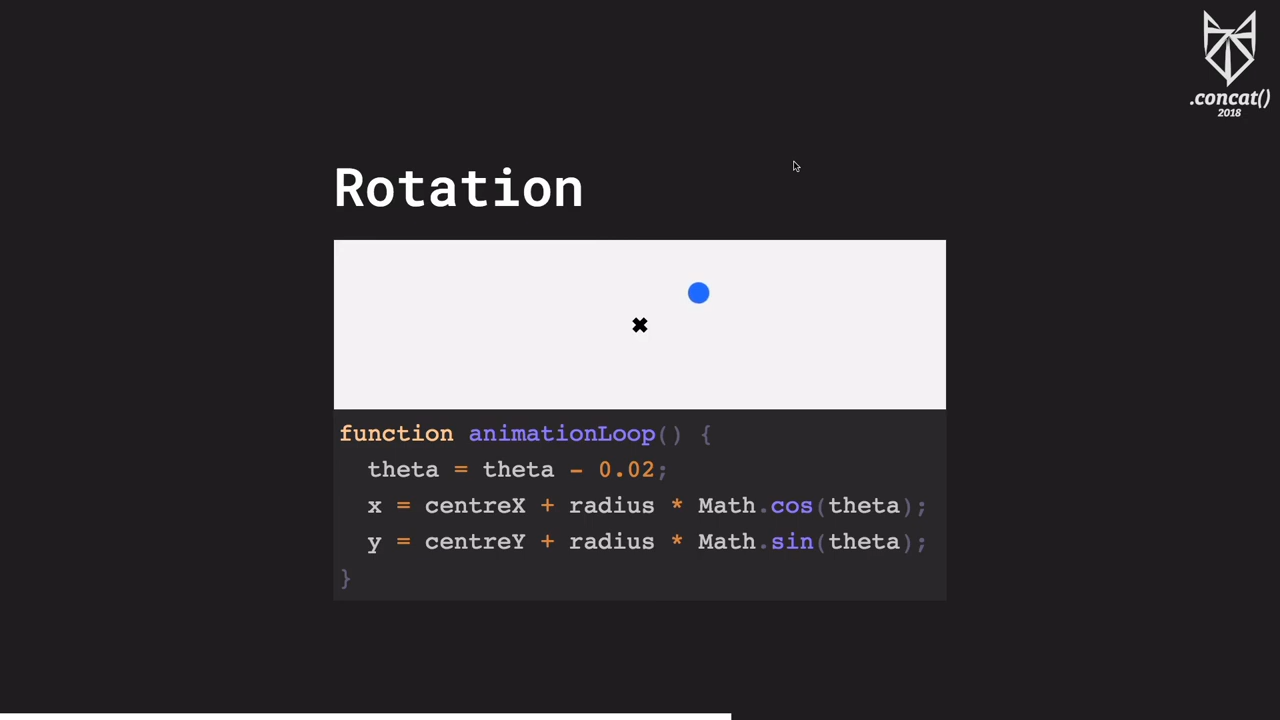 .concat()
2018
Rotation
function animationLoop() {
  theta = theta - 0.02;
  x = centreX + radius * Math.cos(theta);
  y = centreY + radius * Math.sin(theta);
}